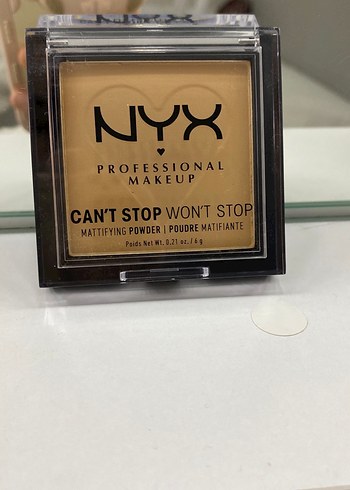 NYX
PROFESSIONAL
MAKEUP
CAN'T STOP WON'T STOP
MATTIFYING POWDER | POUDRE MATIFIANTE
Poids Net Wt. 0.21 oz. / 6 g